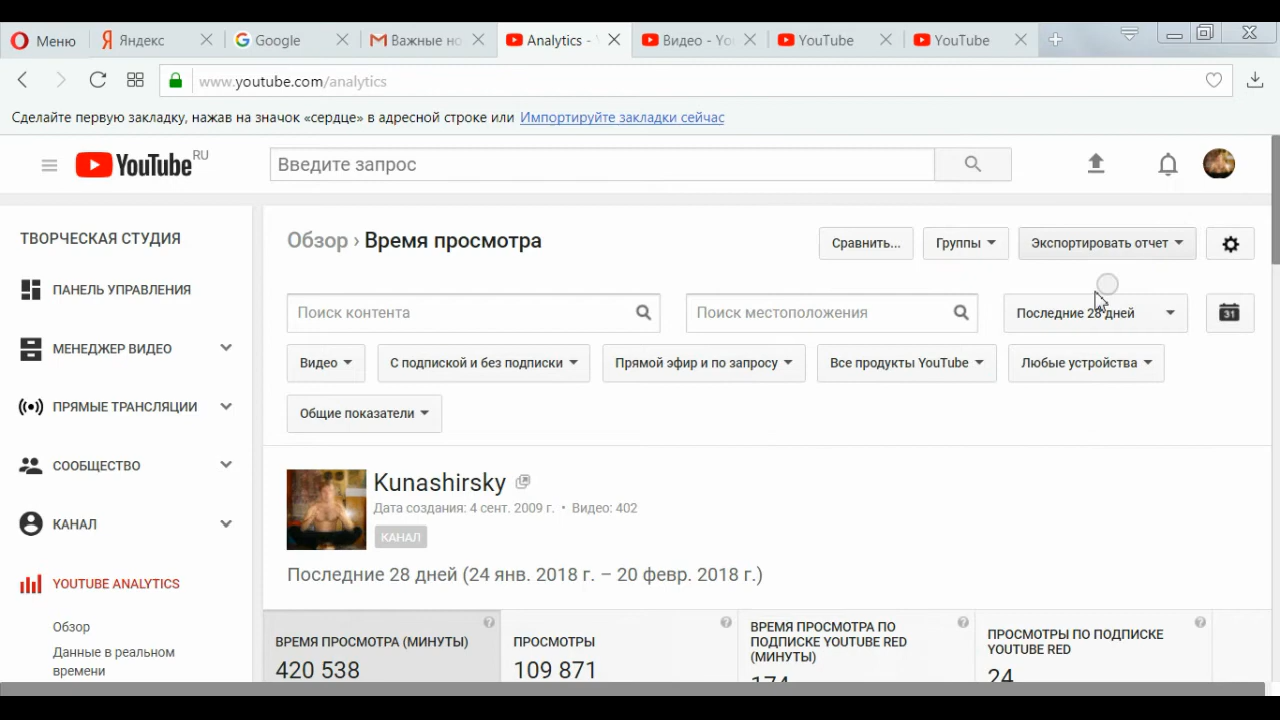 Меню
Яндекс
Google
Важные но
Analytics -
Видео - Yo
YouTube
YouTube
www.youtube.com/analytics
Сделайте первую закладку, нажав на значок «сердце» в адресной строке или Импортируйте закладки сейчас
YouTube RU
Введите запрос
ТВОРЧЕСКАЯ СТУДИЯ
ПАНЕЛЬ УПРАВЛЕНИЯ
МЕНЕДЖЕР ВИДЕО
ПРЯМЫЕ ТРАНСЛЯЦИИ
СООБЩЕСТВО
КАНАЛ
YOUTUBE ANALYTICS
Обзор
Данные в реальном
времени
Обзор › Время просмотра
Сравнить...
Группы
Экспортировать отчет
Поиск контента
Поиск местоположения
Последние 28 дней
31
Видео
С подпиской и без подписки
Прямой эфир и по запросу
Все продукты YouTube
Любые устройства
Общие показатели
Kunashirsky
Дата создания: 4 сент. 2009 г. • Видео: 402
КАНАЛ
Последние 28 дней (24 янв. 2018 г. – 20 февр. 2018 г.)
ВРЕМЯ ПРОСМОТРА (МИНУТЫ)
420 538
ПРОСМОТРЫ
109 871
ВРЕМЯ ПРОСМОТРА ПО
ПОДПИСКЕ YOUTUBE RED
(МИНУТЫ)
174
ПРОСМОТРЫ ПО ПОДПИСКЕ
YOUTUBE RED
24